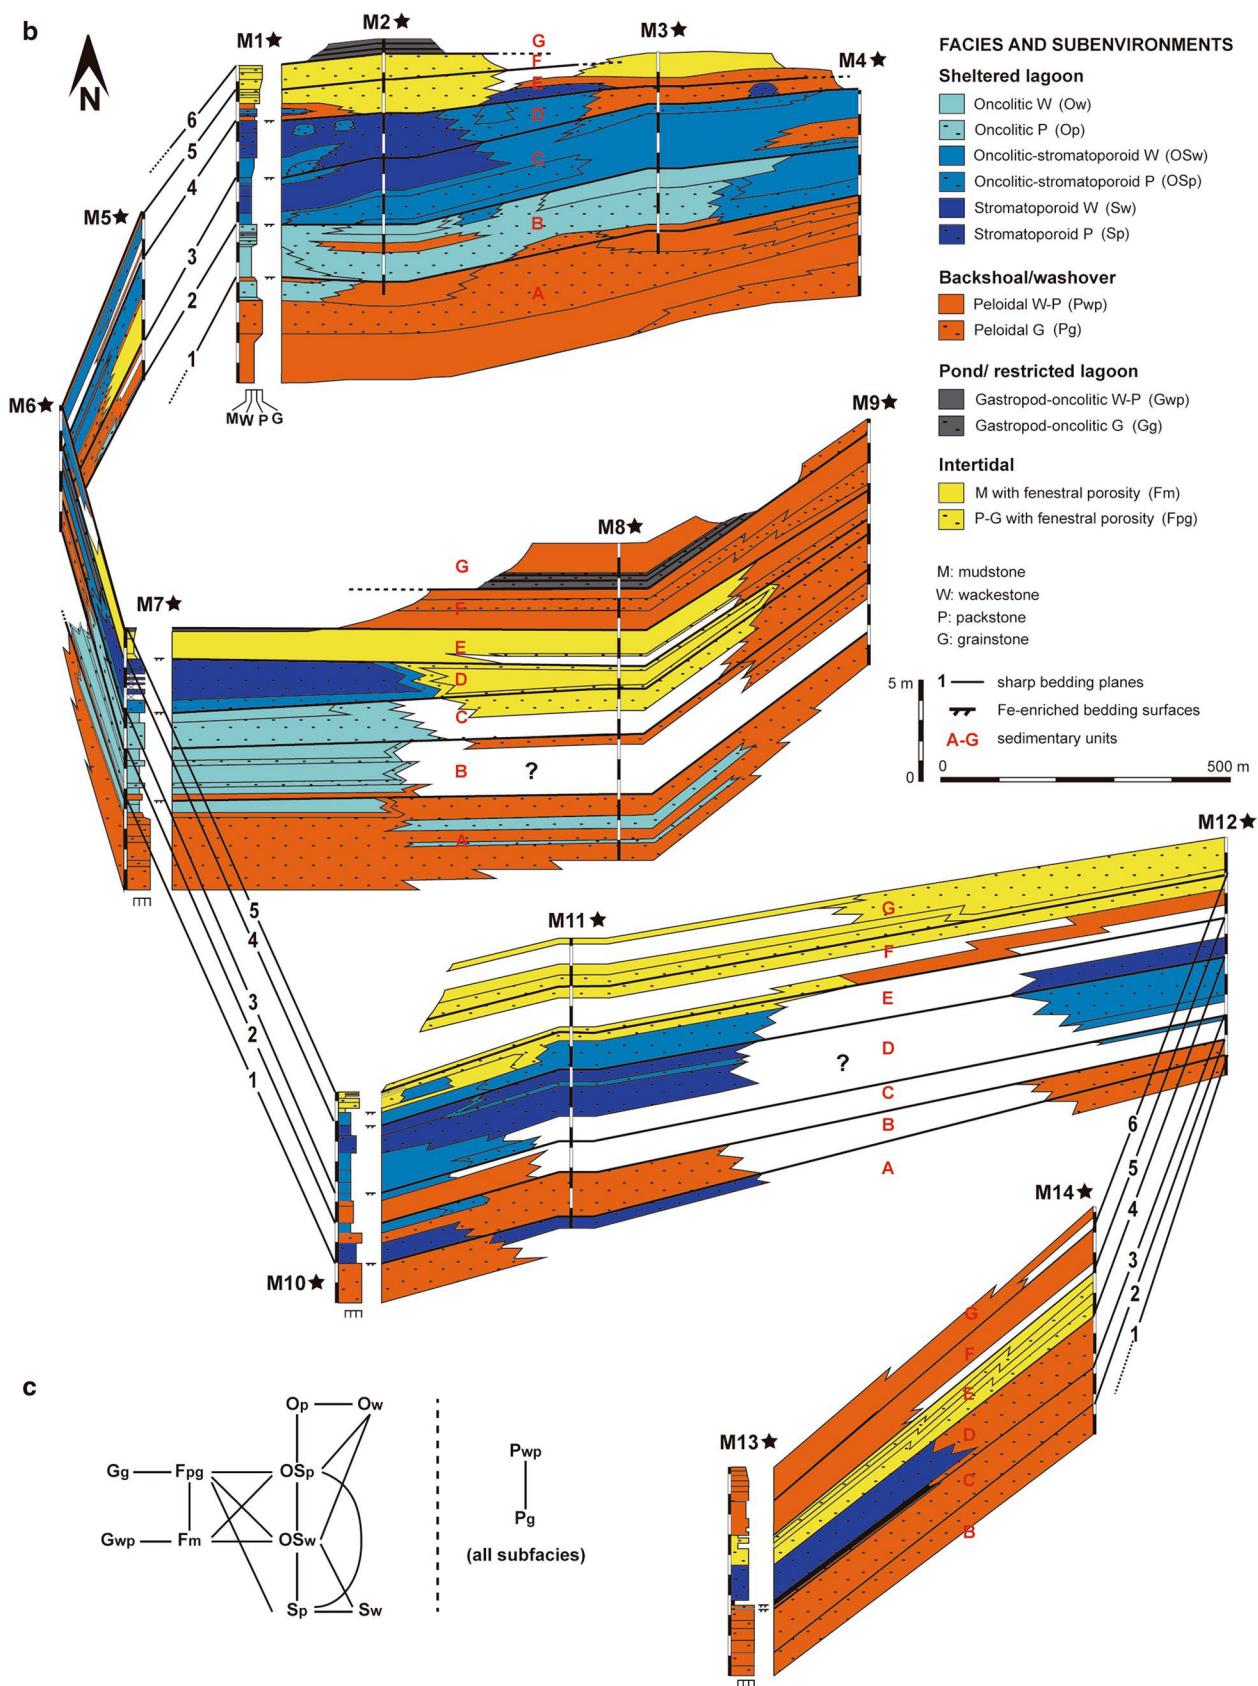 b
N
M1★
M2★
M3★
M4★
G
F
E
D
C
B
A
6
5
4
3
2
1
M W P G
M5★
M6★
M7★
M8★
M9★
G
F
E
D
C
B
?
A
5
4
3
2
1
M10★
M11★
M12★
G
F
E
D
?
C
B
A
6
5
4
3
2
1
M13★
M14★
G
F
E
D
C
B
FACIES AND SUBENVIRONMENTS
Sheltered lagoon
Oncolitic W (Ow)
Oncolitic P (Op)
Oncolitic-stromatoporoid W (OSw)
Oncolitic-stromatoporoid P (OSp)
Stromatoporoid W (Sw)
Stromatoporoid P (Sp)
Backshoal/washover
Peloidal W-P (Pwp)
Peloidal G (Pg)
Pond/ restricted lagoon
Gastropod-oncolitic W-P (Gwp)
Gastropod-oncolitic G (Gg)
Intertidal
M with fenestral porosity (Fm)
P-G with fenestral porosity (Fpg)
M: mudstone
W: wackestone
P: packstone
G: grainstone
5 m
0
1 sharp bedding planes
Fe-enriched bedding surfaces
A-G sedimentary units
0 500 m
c
Op Ow
Gg Fpg OSp
Gwp Fm OSw
Sp Sw
Pwp
Pg
(all subfacies)